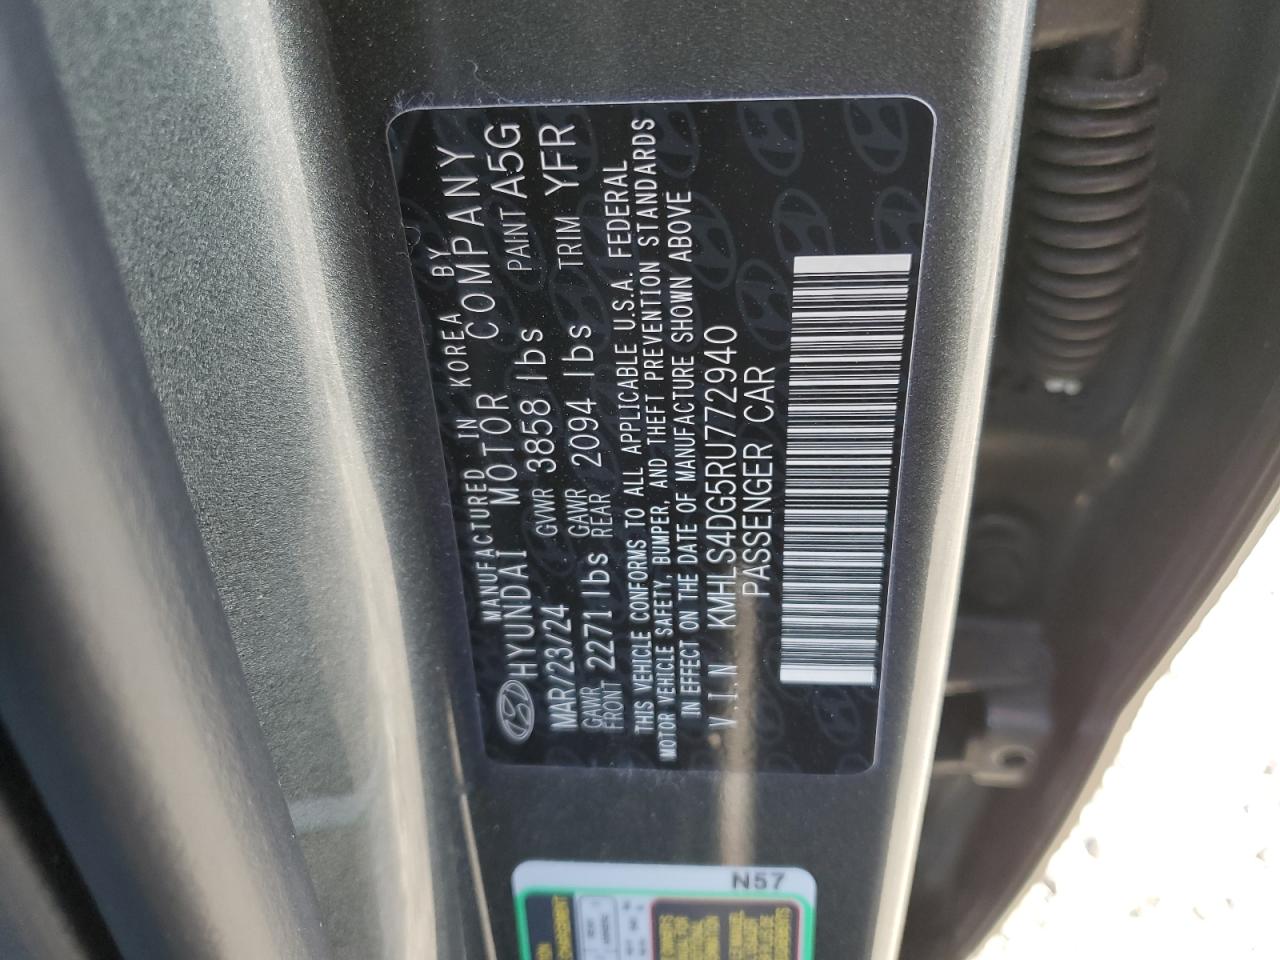 MANUFACTURED IN KOREA BY
HYUNDAI MOTOR COMPANY
MAR/23/24 GVWR 3858 lbs PAINT A5G
GAWR FRONT 2271 lbs GAWR REAR 2094 lbs TRIM YFR
THIS VEHICLE CONFORMS TO ALL APPLICABLE U.S.A. FEDERAL
MOTOR VEHICLE SAFETY, BUMPER, AND THEFT PREVENTION STANDARDS
IN EFFECT ON THE DATE OF MANUFACTURE SHOWN ABOVE
V.I.N KMHLS4DG5RU772940
PASSENGER CAR
N57